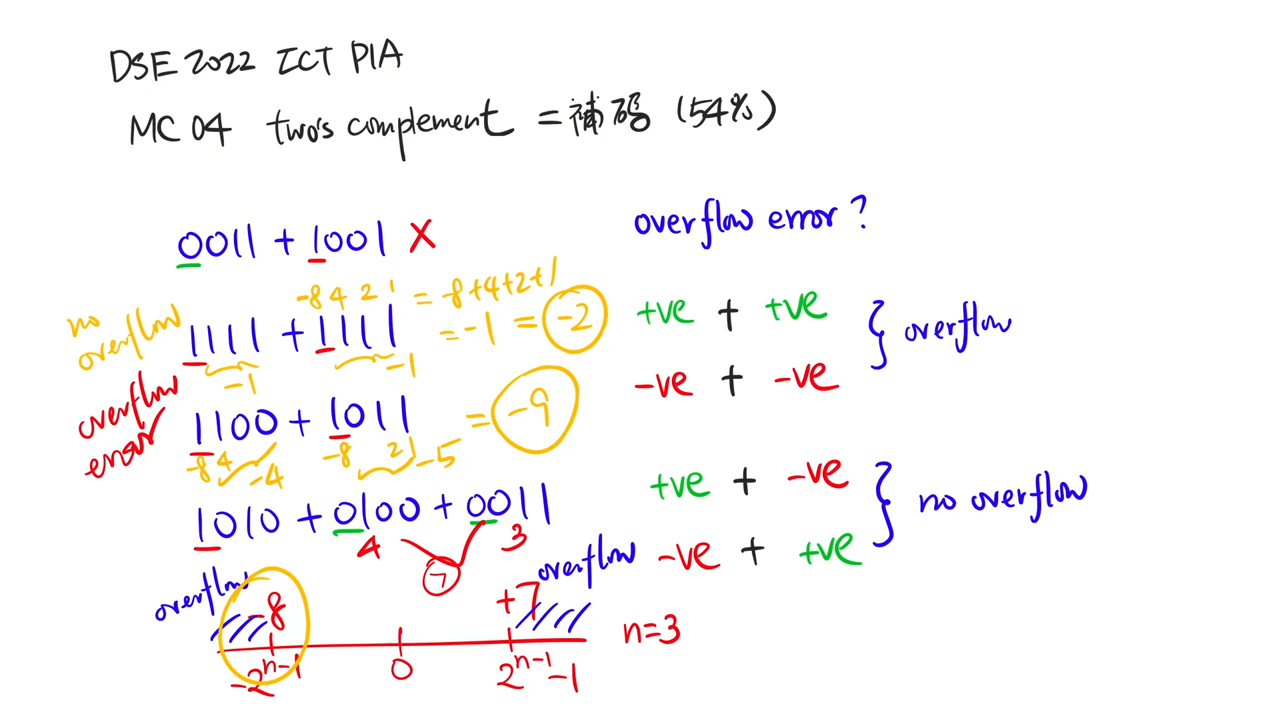 DSE 2022 ICT P1A
MC 04 two's complement = 補码 (54%)
overflow error?
0011 + 1001 X
-8 4 2 1 = -8+4+2+1
no overflow
1111 + 1111 = -1 = -2
-1 -1
+ve + +ve
-ve + -ve
overflow
overflow error
1100 + 1011 = -9
-8 4 -4 -8 2 1 -5
+ve + -ve
-ve + +ve
no overflow
1010 + 0100 + 0011
4 3
7
overflow overflow
-8 +7
n=3
-2^n-1 0 2^n-1 -1